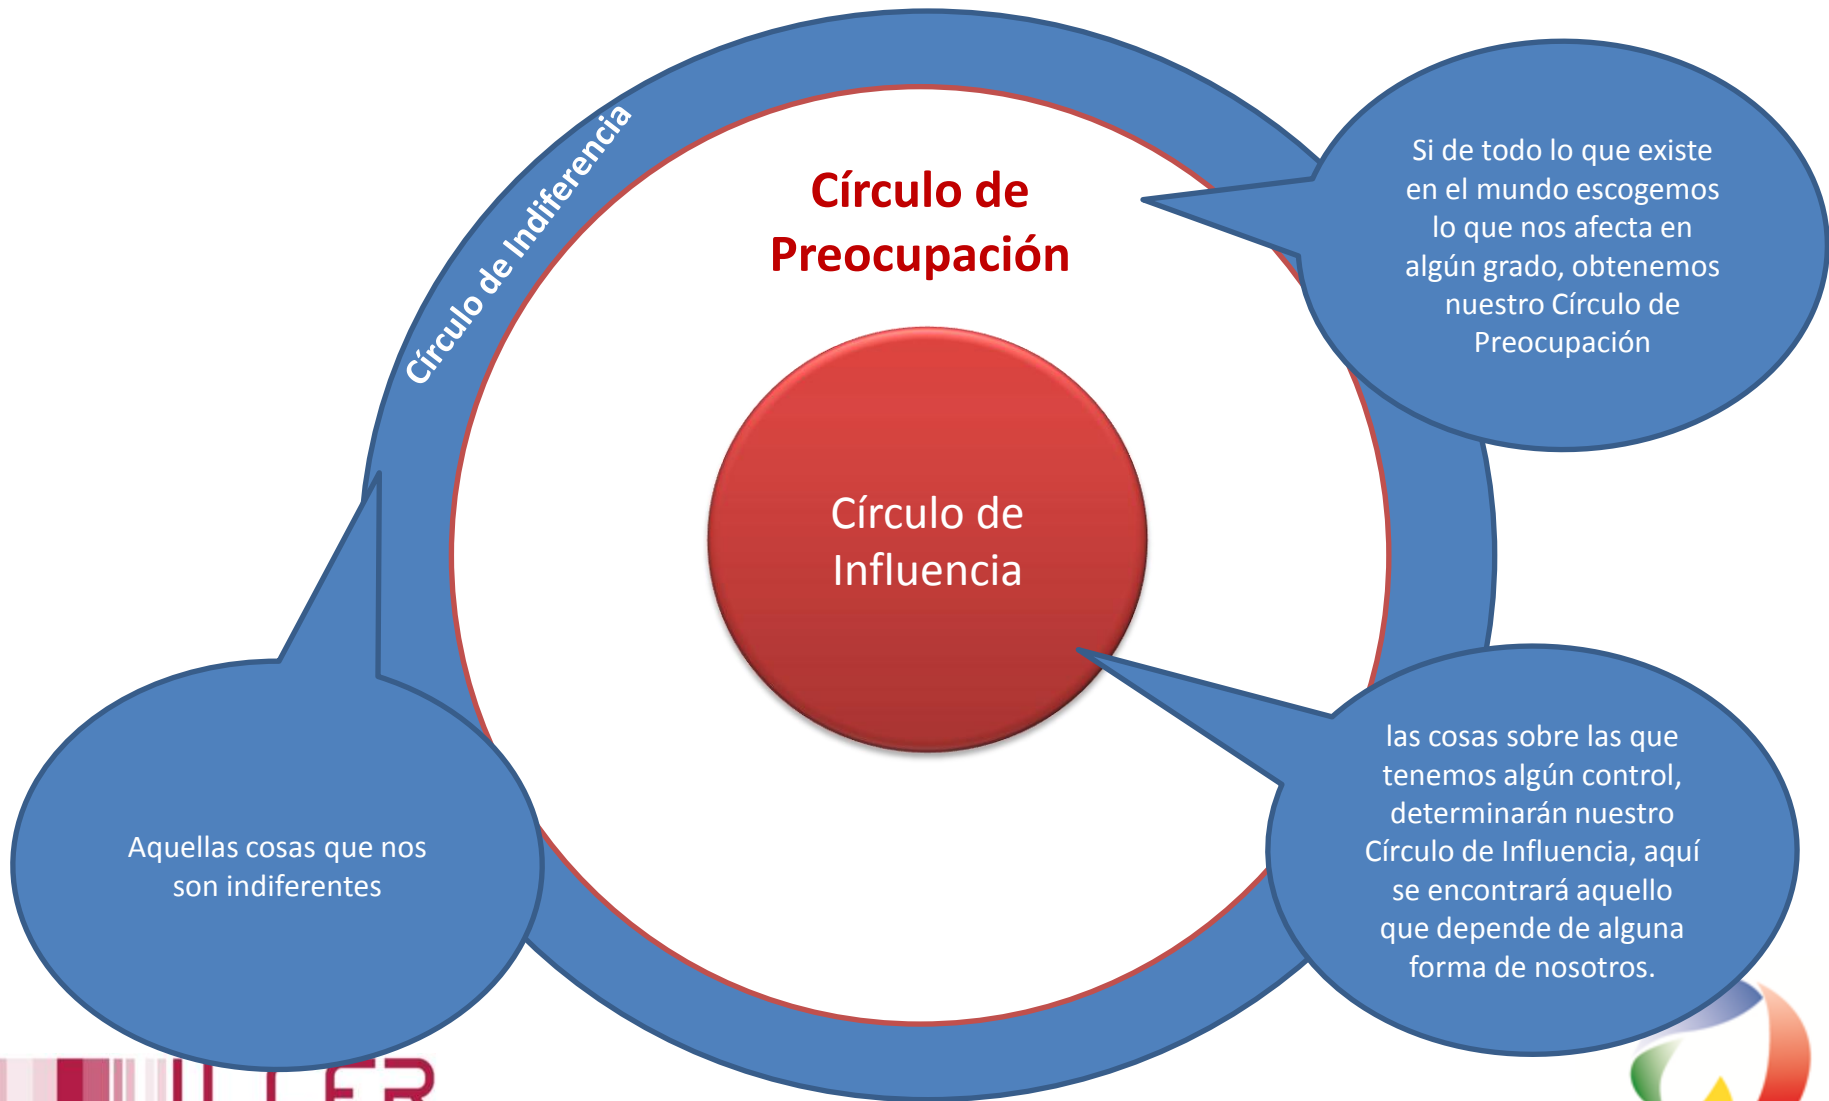 Círculo de Indiferencia
Círculo de
Preocupación
Si de todo lo que existe
en el mundo escogemos
lo que nos afecta en
algún grado, obtenemos
nuestro Círculo de
Preocupación
Círculo de
Influencia
las cosas sobre las que
tenemos algún control,
determinarán nuestro
Círculo de Influencia, aquí
se encontrará aquello
que depende de alguna
forma de nosotros.
Aquellas cosas que nos
son indiferentes